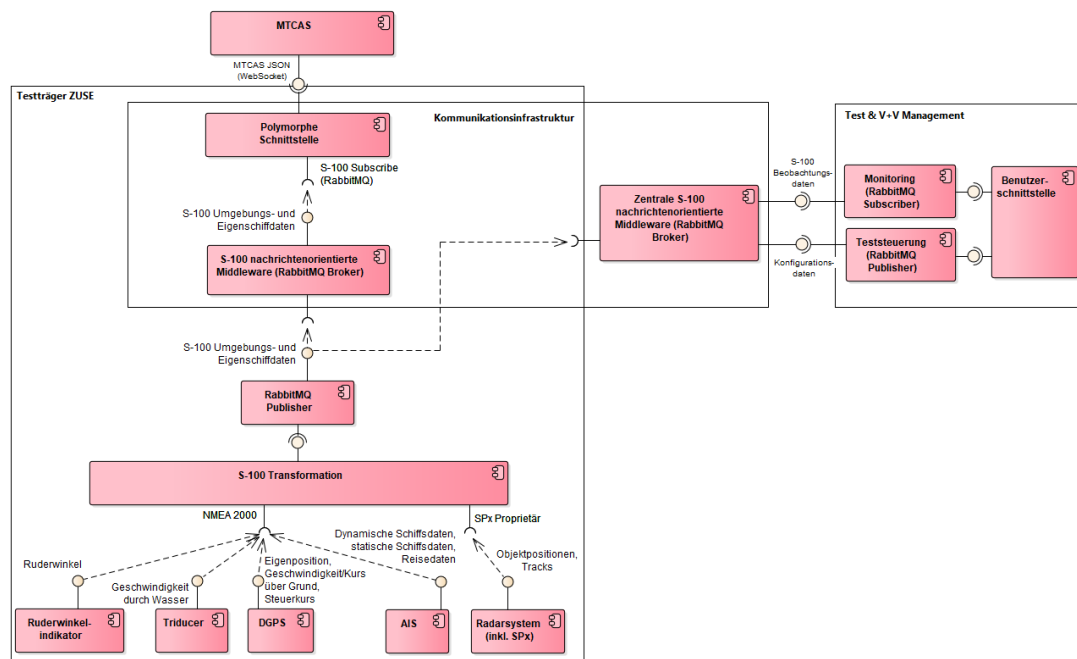 MTCAS
MTCAS JSON
(WebSocket)
Testträger ZUSE
Kommunikationsinfrastruktur
Test & V+V Management
Polymorphe
Schnittstelle
S-100 Subscribe
(RabbitMQ)
S-100
Beobachtungs-
daten
Monitoring
(RabbitMQ
Subscriber)
Benutzer-
schnittstelle
Zentrale S-100
nachrichtenorientierte
Middleware (RabbitMQ
Broker)
S-100 Umgebungs- und
Eigenschiffdaten
Teststeuerung
(RabbitMQ
Publisher)
Konfigurations-
daten
S-100 nachrichtenorientierte
Middleware (RabbitMQ Broker)
S-100 Umgebungs- und
Eigenschiffdaten
RabbitMQ
Publisher
S-100 Transformation
NMEA 2000
SPx Proprietär
Ruderwinkel
Geschwindigkeit
durch Wasser
Eigenposition,
Geschwindigkeit/Kurs
über Grund,
Steuerkurs
Dynamische Schiffsdaten,
statische Schiffsdaten,
Reisedaten
Objektpositionen,
Tracks
Ruderwinkel-
indikator
Triducer
DGPS
AIS
Radarsystem
(inkl. SPx)